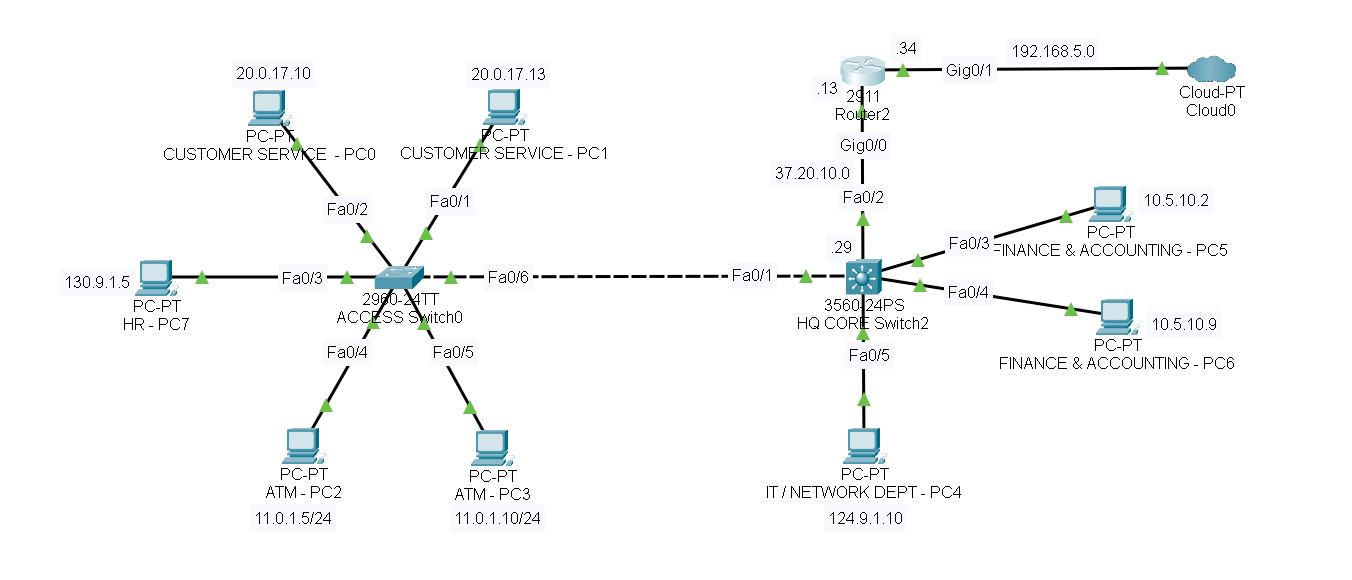 20.0.17.10
PC-PT
CUSTOMER SERVICE - PC0
20.0.17.13
PC-PT
CUSTOMER SERVICE - PC1
Fa0/2
Fa0/1
130.9.1.5
PC-PT
HR - PC7
Fa0/3
2960-24TT
ACCESS Switch0
Fa0/6
Fa0/4
Fa0/5
PC-PT
ATM - PC2
11.0.1.5/24
PC-PT
ATM - PC3
11.0.1.10/24
.34
Gig0/1
192.168.5.0
Cloud-PT
Cloud0
.13
2911
Router2
Gig0/0
37.20.10.0
Fa0/2
.29
Fa0/1
3560-24PS
HQ CORE Switch2
Fa0/3
10.5.10.2
PC-PT
FINANCE & ACCOUNTING - PC5
Fa0/4
10.5.10.9
PC-PT
FINANCE & ACCOUNTING - PC6
Fa0/5
PC-PT
IT / NETWORK DEPT - PC4
124.9.1.10